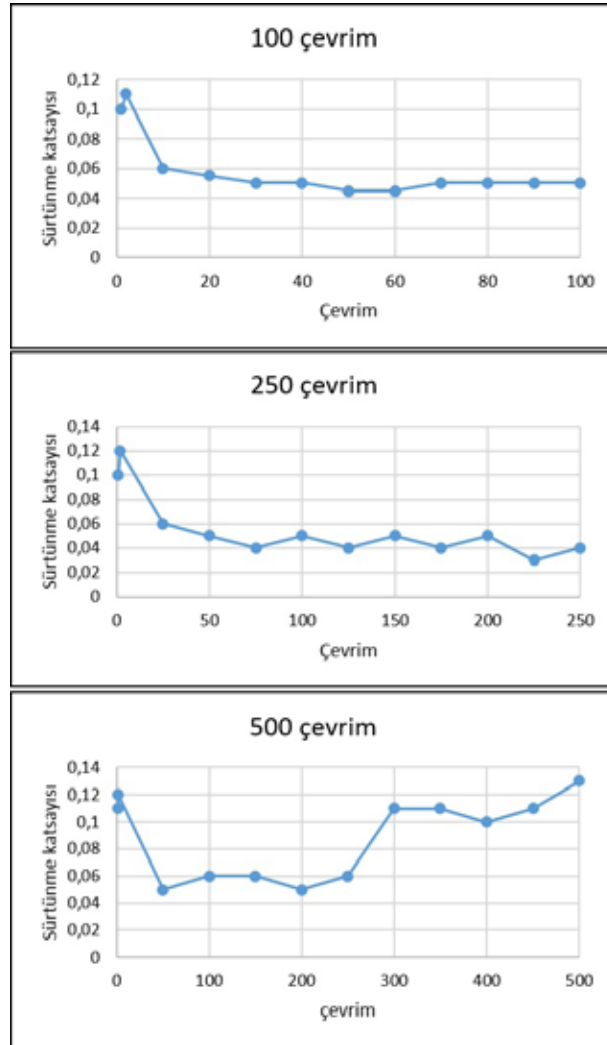 100 çevrim
0,12
0,1
0,08
0,06
0,04
0,02
0
Sürtünme katsayısı
0 20 40 60 80 100
Çevrim
250 çevrim
0,14
0,12
0,1
0,08
0,06
0,04
0,02
0
Sürtünme katsayısı
0 50 100 150 200 250
Çevrim
500 çevrim
0,14
0,12
0,1
0,08
0,06
0,04
0,02
0
Sürtünme katsayısı
0 100 200 300 400 500
çevrim